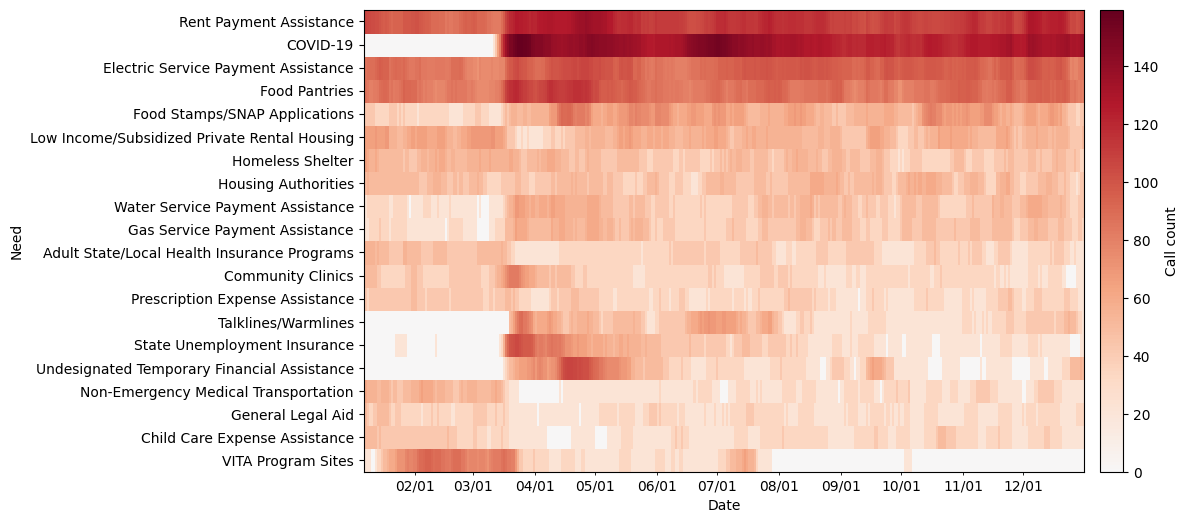 Rent Payment Assistance
COVID-19
Electric Service Payment Assistance
Food Pantries
Food Stamps/SNAP Applications
Low Income/Subsidized Private Rental Housing
Homeless Shelter
Housing Authorities
Water Service Payment Assistance
Gas Service Payment Assistance
Adult State/Local Health Insurance Programs
Community Clinics
Prescription Expense Assistance
Talklines/Warmlines
State Unemployment Insurance
Undesignated Temporary Financial Assistance
Non-Emergency Medical Transportation
General Legal Aid
Child Care Expense Assistance
VITA Program Sites
Need
02/01 03/01 04/01 05/01 06/01 07/01 08/01 09/01 10/01 11/01 12/01
Date
140
120
100
80
60
40
20
0
Call count